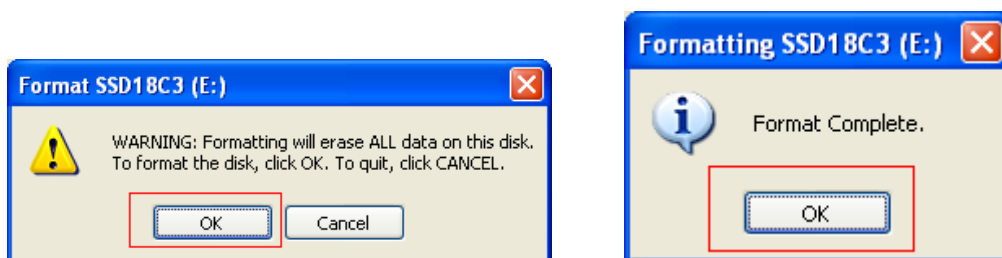 Format SSD18C3 (E:)
WARNING: Formatting will erase ALL data on this disk.
To format the disk, click OK. To quit, click CANCEL.
OK
Cancel
Formatting SSD18C3 (E:)
Format Complete.
OK